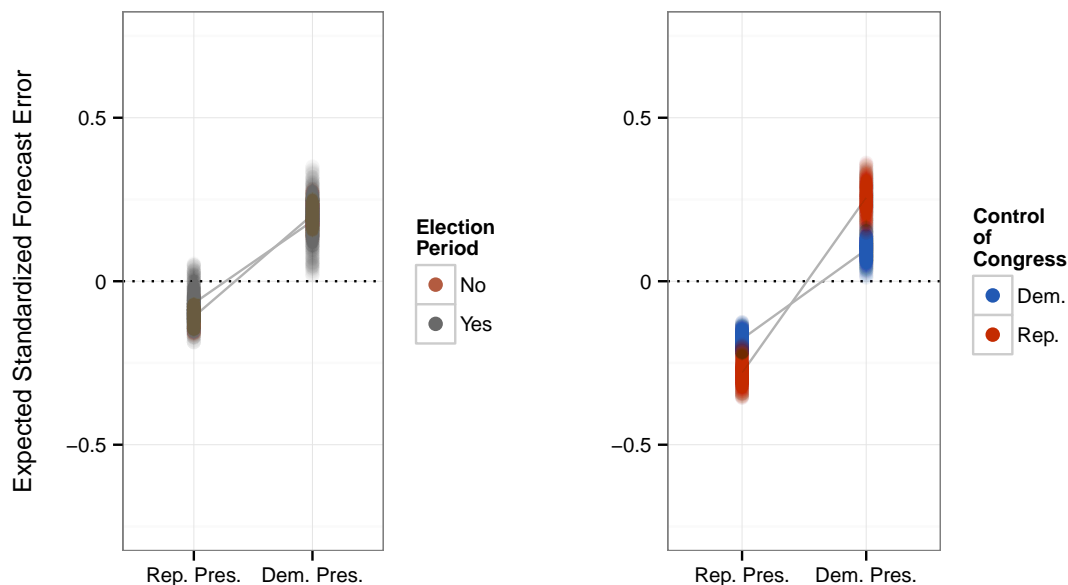 Expected Standardized Forecast Error
0.5
0
−0.5
Rep. Pres.
Dem. Pres.
Election
Period
No
Yes
0.5
0
−0.5
Rep. Pres.
Dem. Pres.
Control
of
Congress
Dem.
Rep.